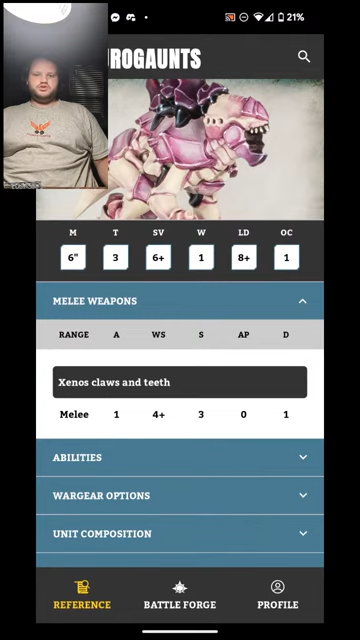 21%
UROGAUNTS
M T SV W LD OC
6" 3 6+ 1 8+ 1
MELEE WEAPONS
RANGE A WS S AP D
Xenos claws and teeth
Melee 1 4+ 3 0 1
ABILITIES
WARGEAR OPTIONS
UNIT COMPOSITION
REFERENCE BATTLE FORGE PROFILE